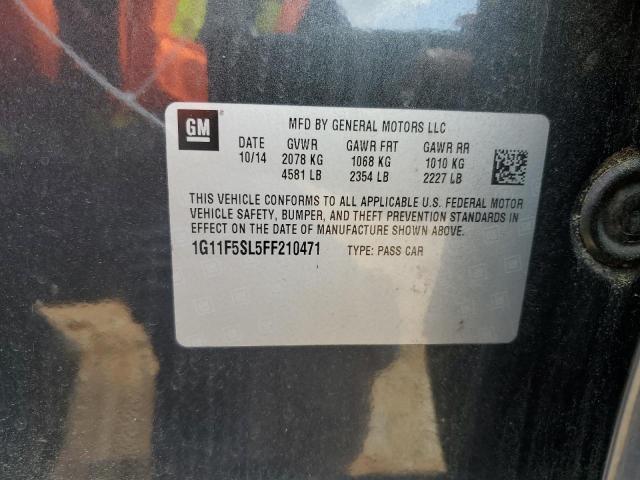 GM
MFD BY GENERAL MOTORS LLC
DATE GVWR GAWR FRT GAWR RR
10/14 2078 KG 1068 KG 1010 KG
4581 LB 2354 LB 2227 LB
THIS VEHICLE CONFORMS TO ALL APPLICABLE U.S. FEDERAL MOTOR
VEHICLE SAFETY, BUMPER, AND THEFT PREVENTION STANDARDS IN
EFFECT ON THE DATE OF MANUFACTURE SHOWN ABOVE.
1G11F5SL5FF210471 TYPE: PASS CAR